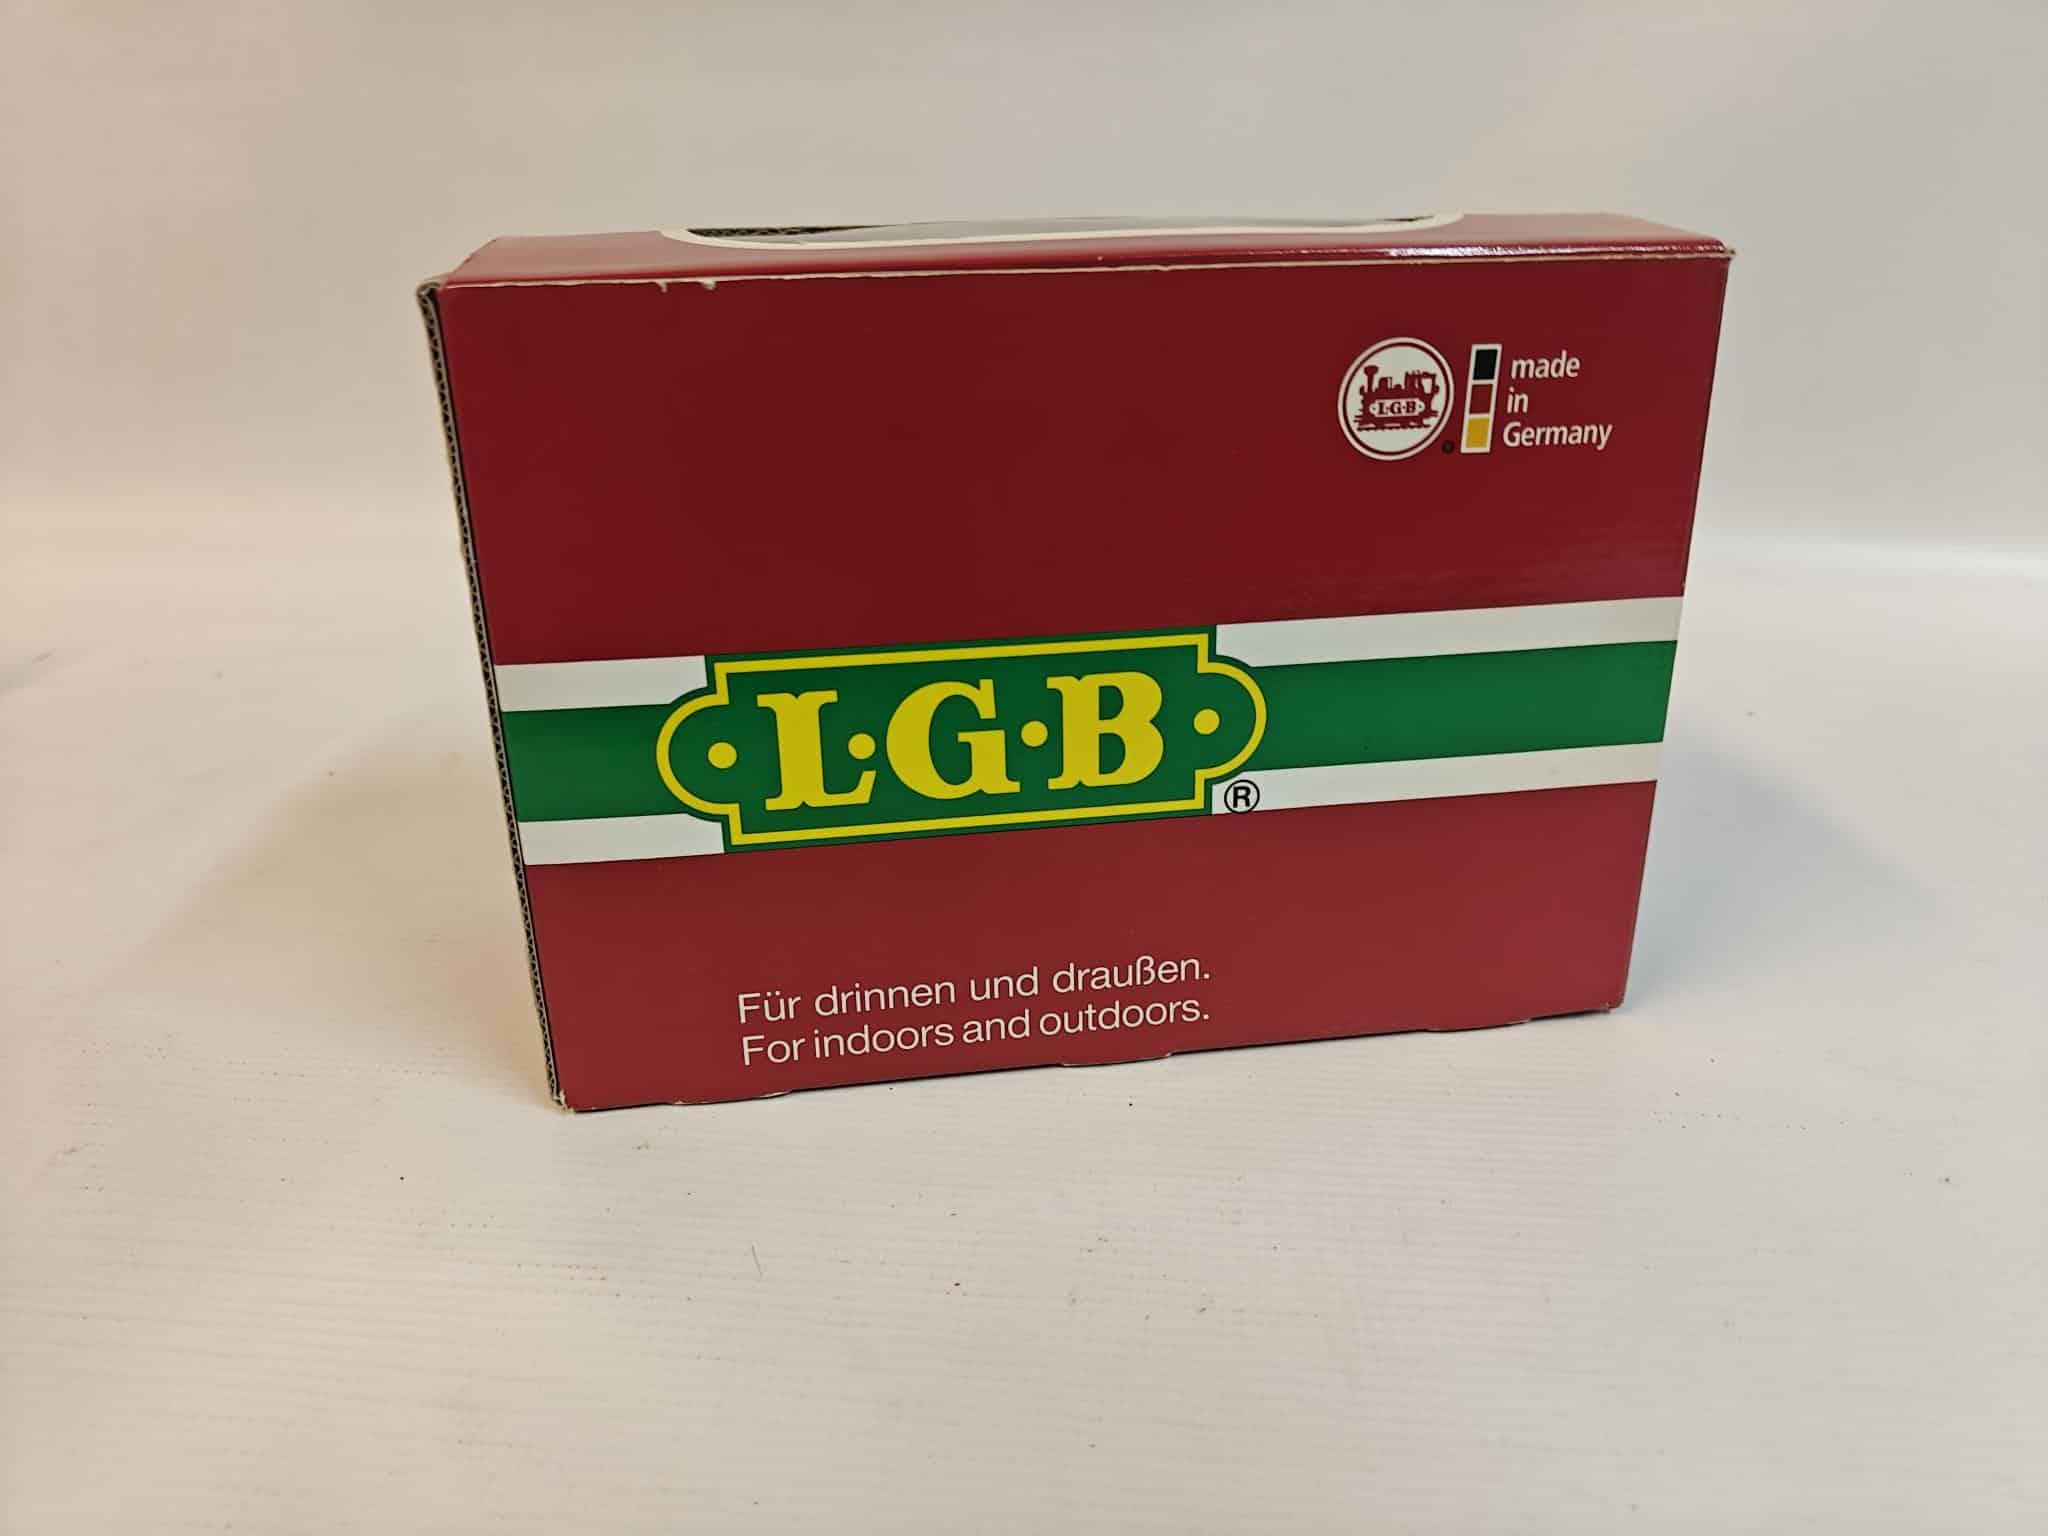 L·G·B
made
in
Germany
·L·G·B·
®
Für drinnen und draußen.
For indoors and outdoors.